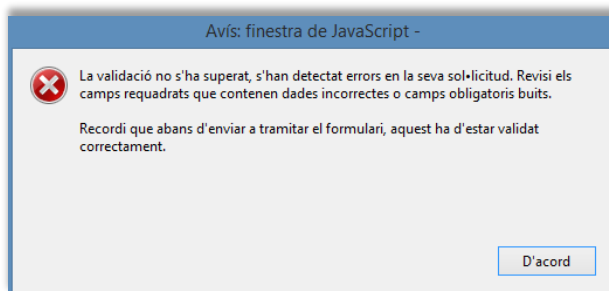 Avís: finestra de JavaScript -
La validació no s'ha superat, s'han detectat errors en la seva sol•licitud. Revisi els
camps requadrats que contenen dades incorrectes o camps obligatoris buits.
Recordi que abans d'enviar a tramitar el formulari, aquest ha d'estar validat
correctament.
D'acord